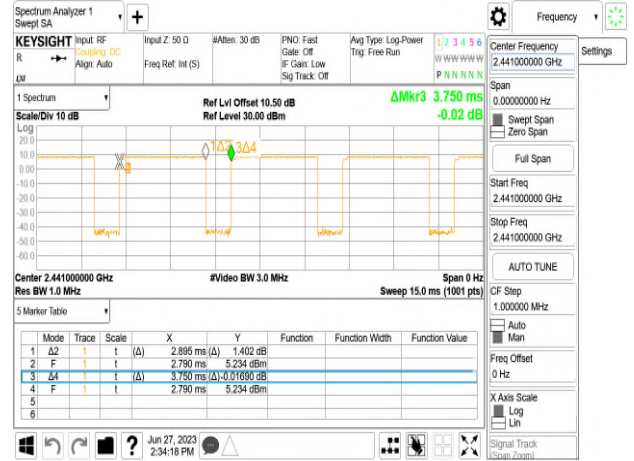 Spectrum Analyzer 1
Swept SA
+
Frequency
KEYSIGHT
R
Input: RF
Coupling: DC
Align: Auto
Input Z: 50 Ω
Freq Ref: Int (S)
#Atten: 30 dB
PNO: Fast
Gate: Off
IF Gain: Low
Sig Track: Off
Avg Type: Log-Power
Trig: Free Run
1 2 3 4 5 6
W W W W W W
P N N N N N
Settings
Center Frequency
2.441000000 GHz
Span
0.00000000 Hz
Swept Span
Zero Span
Full Span
Start Freq
2.441000000 GHz
Stop Freq
2.441000000 GHz
AUTO TUNE
CF Step
1.000000 MHz
Auto
Man
Freq Offset
0 Hz
X Axis Scale
Log
Lin
Signal Track
(Span Zoom)
1 Spectrum
Scale/Div 10 dB
Ref Lvl Offset 10.50 dB
Ref Level 30.00 dBm
ΔMkr3 3.750 ms
-0.02 dB
Log
20.0
10.0
0.00
-10.0
-20.0
-30.0
-40.0
-50.0
-60.0
1Δ2 3Δ4
Center 2.441000000 GHz
Res BW 1.0 MHz
#Video BW 3.0 MHz
Span 0 Hz
Sweep 15.0 ms (1001 pts)
5 Marker Table
Mode Trace Scale X Y Function Function Width Function Value
1 Δ2 1 t (Δ) 2.895 ms (Δ) 1.402 dB
2 F 1 t 2.790 ms 5.234 dBm
3 Δ4 1 t (Δ) 3.750 ms (Δ) -0.01690 dB
4 F 1 t 2.790 ms 5.234 dBm
5
6
?
Jun 27, 2023
2:34:18 PM